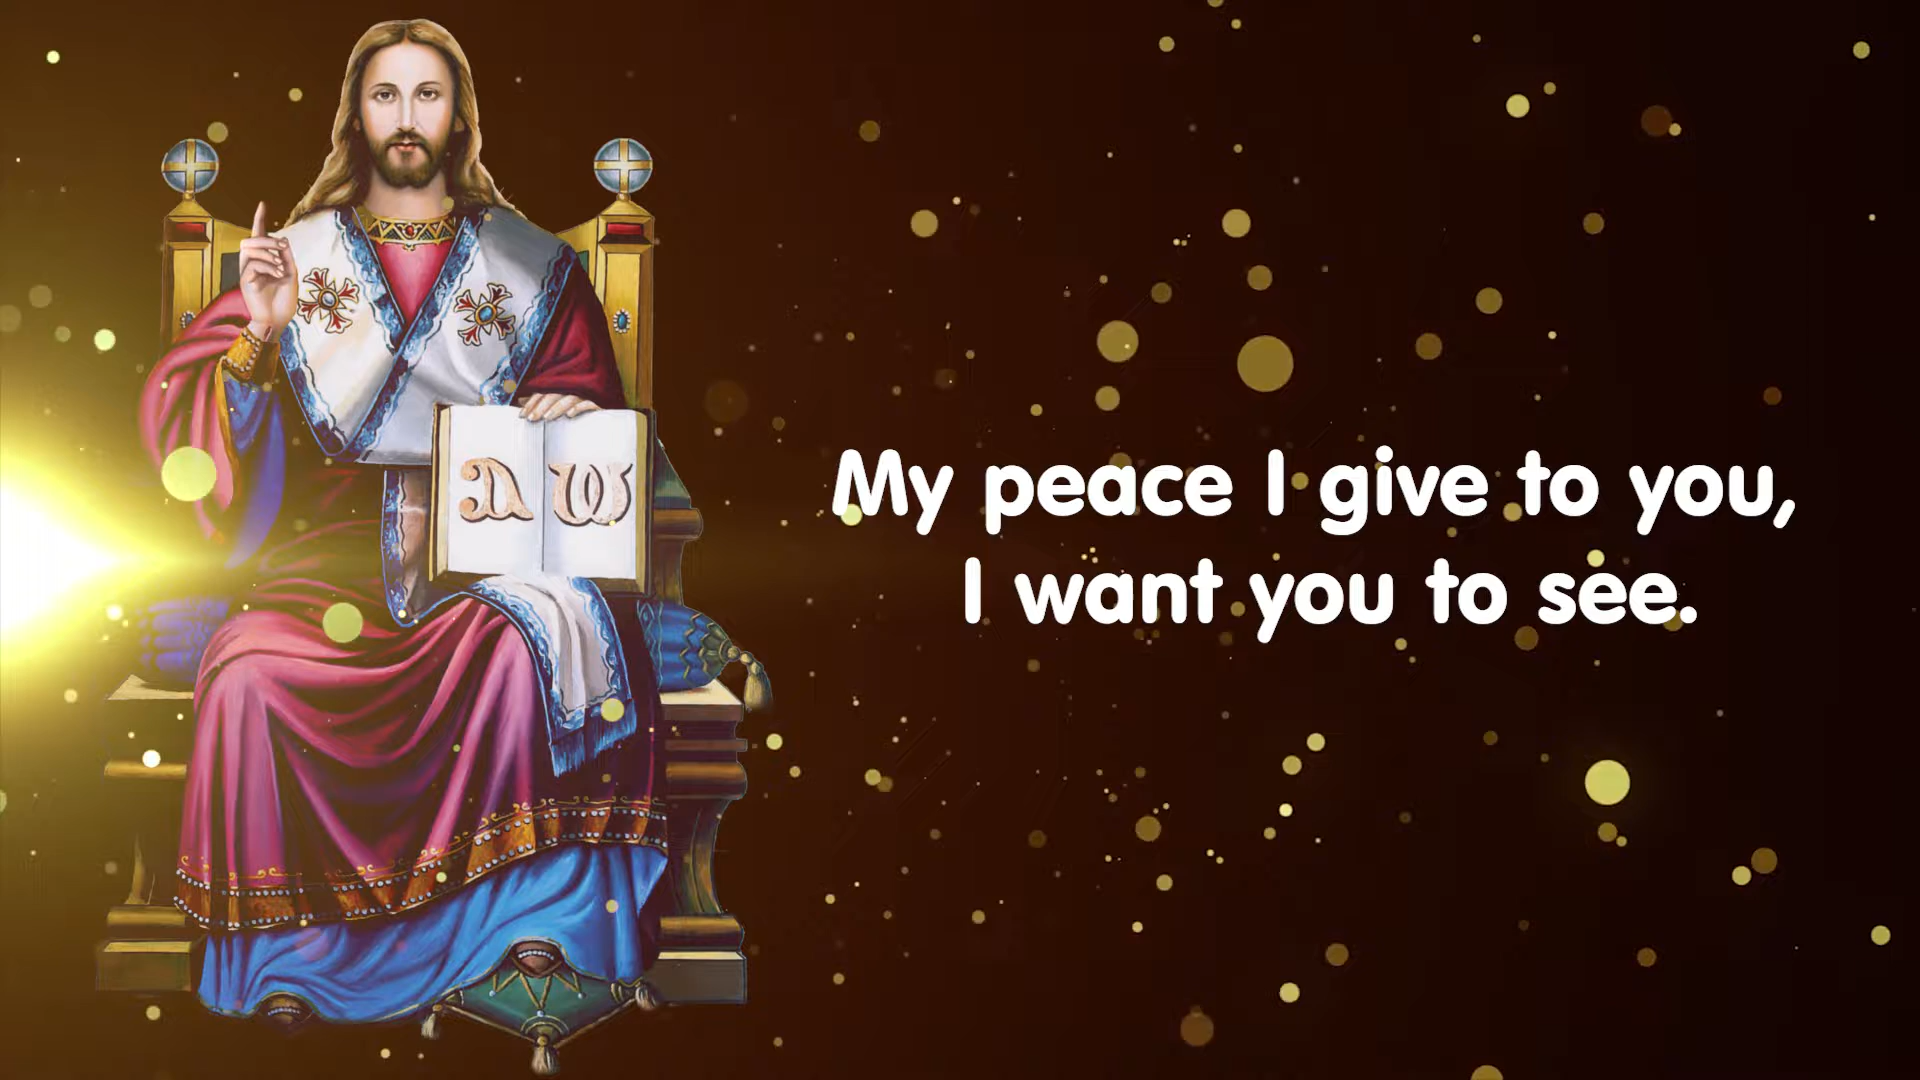 Α ω
My peace I give to you,
I want you to see.